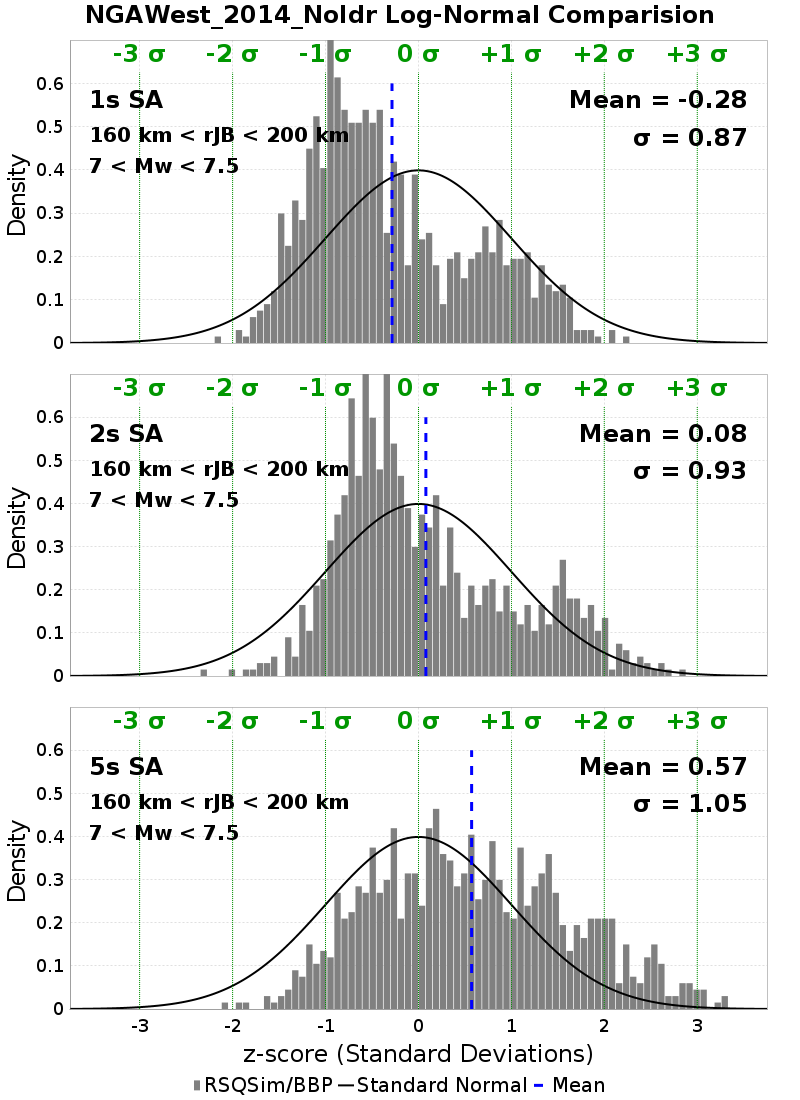 NGAWest_2014_NoIdr Log-Normal Comparision
-3 σ -2 σ -1 σ 0 σ +1 σ +2 σ +3 σ
1s SA Mean = -0.28
160 km < rJB < 200 km σ = 0.87
7 < Mw < 7.5
Density
0.6
0.5
0.4
0.3
0.2
0.1
0
-3 σ -2 σ -1 σ 0 σ +1 σ +2 σ +3 σ
2s SA Mean = 0.08
160 km < rJB < 200 km σ = 0.93
7 < Mw < 7.5
Density
0.6
0.5
0.4
0.3
0.2
0.1
0
-3 σ -2 σ -1 σ 0 σ +1 σ +2 σ +3 σ
5s SA Mean = 0.57
160 km < rJB < 200 km σ = 1.05
7 < Mw < 7.5
Density
0.6
0.5
0.4
0.3
0.2
0.1
0
-3 -2 -1 0 1 2 3
z-score (Standard Deviations)
RSQSim/BBP Standard Normal Mean